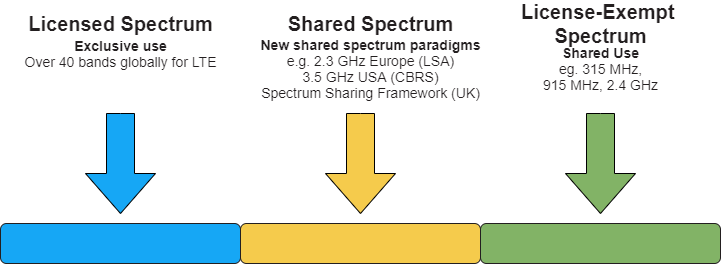 Licensed Spectrum
Exclusive use
Over 40 bands globally for LTE
Shared Spectrum
New shared spectrum paradigms
e.g. 2.3 GHz Europe (LSA)
3.5 GHz USA (CBRS)
Spectrum Sharing Framework (UK)
License-Exempt
Spectrum
Shared Use
eg. 315 MHz,
915 MHz, 2.4 GHz